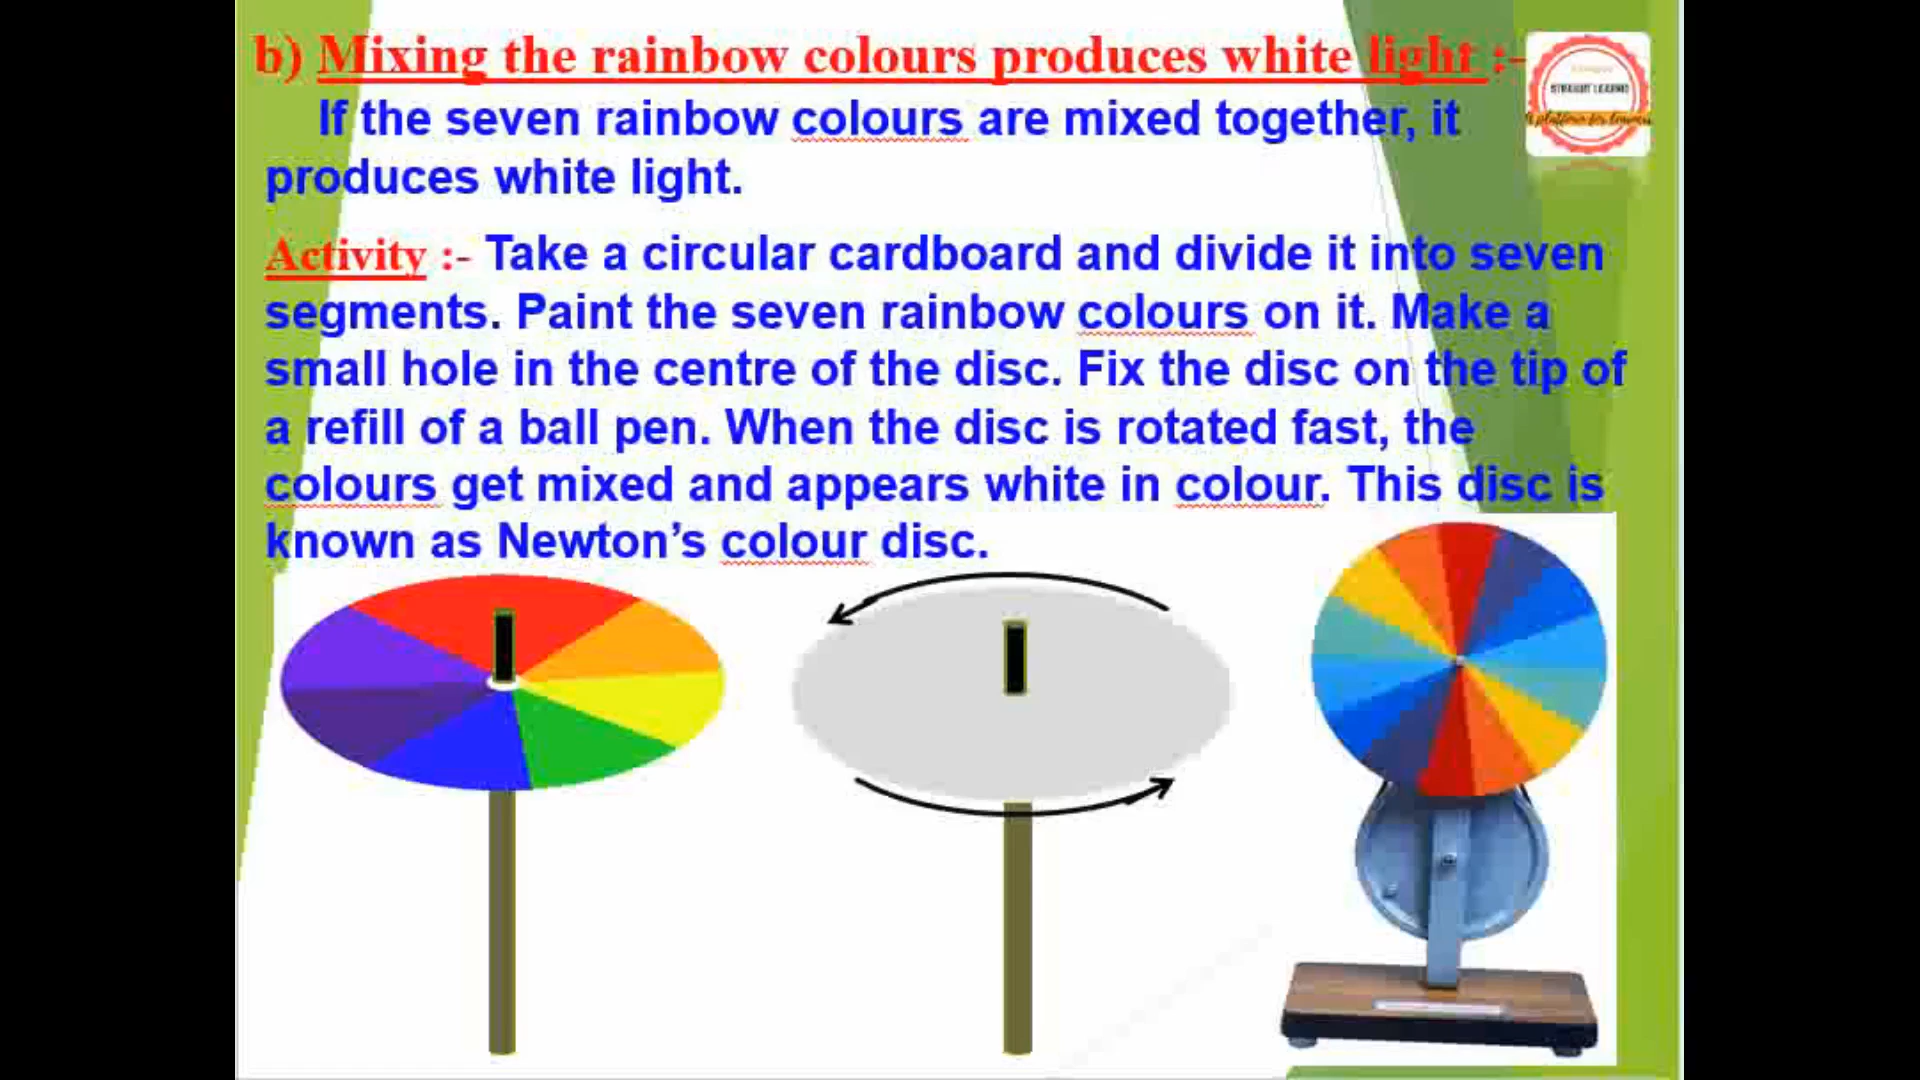 b) Mixing the rainbow colours produces white light :-
If the seven rainbow colours are mixed together, it
produces white light.
Activity :- Take a circular cardboard and divide it into seven
segments. Paint the seven rainbow colours on it. Make a
small hole in the centre of the disc. Fix the disc on the tip of
a refill of a ball pen. When the disc is rotated fast, the
colours get mixed and appears white in colour. This disc is
known as Newton’s colour disc.
A platform for learners